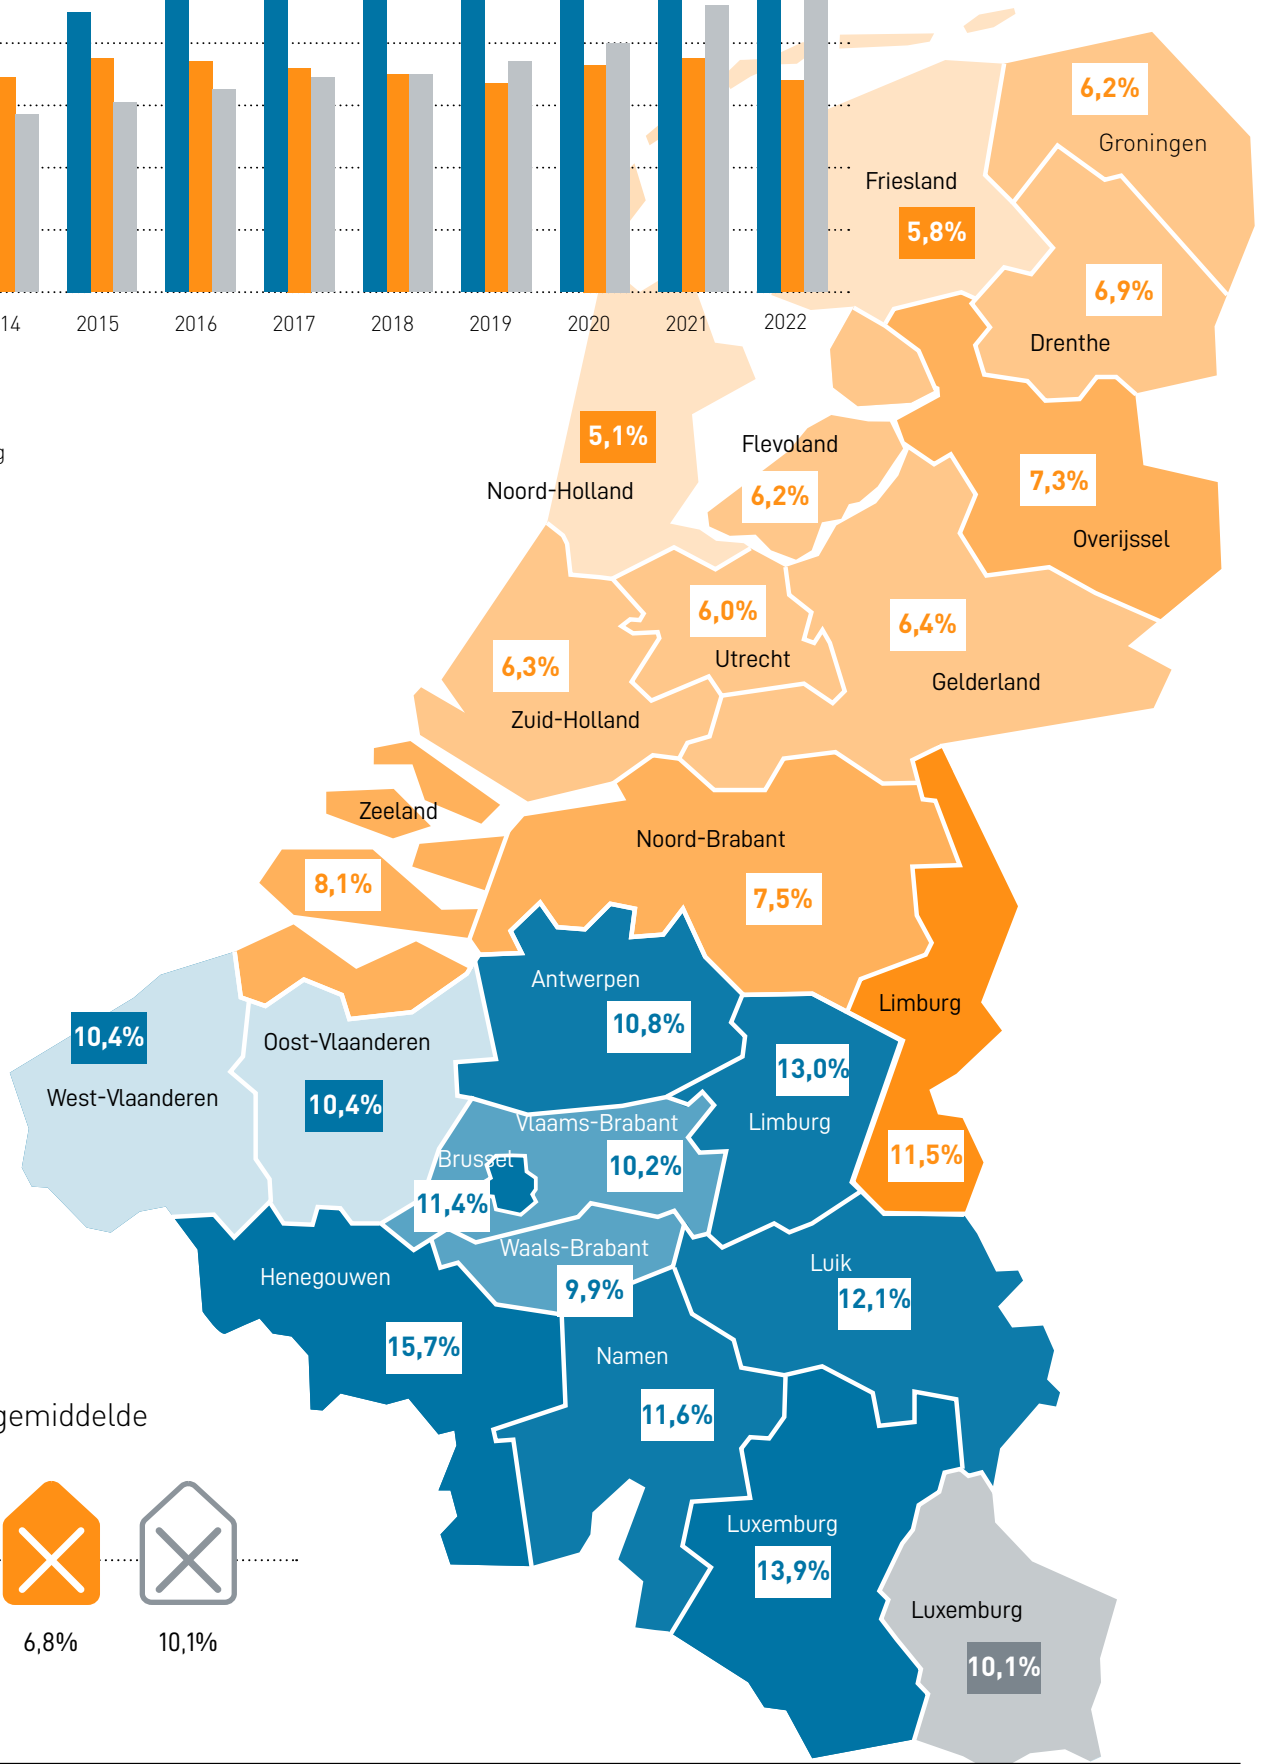 6,2%
Groningen
Friesland
5,8%
6,9%
14
2015
2016
2017
2018
2019
2020
2021
2022
Drenthe
5,1%
Flevoland
g
7,3%
Noord-Holland
6,2%
Overijssel
6,0%
6,4%
6,3%
Utrecht
Gelderland
Zuid-Holland
Zeeland
Noord-Brabant
8,1%
7,5%
Antwerpen
Limburg
10,8%
10,4%
Oost-Vlaanderen
13,0%
West-Vlaanderen
10,4%
Vlaams-Brabant
Limburg
Brussel
10,2%
11,5%
11,4%
Waals-Brabant
Henegouwen
Luik
9,9%
12,1%
15,7%
Namen
gemiddelde
11,6%
Luxemburg
13,9%
Luxemburg
6,8%
10,1%
10,1%